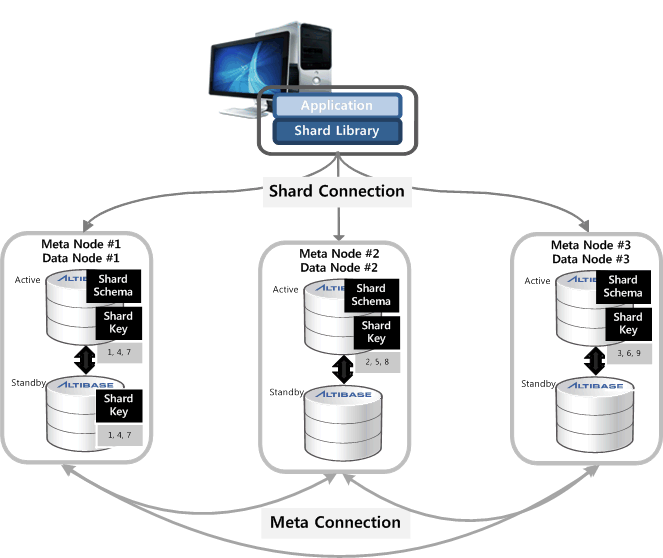 Application
Shard Library
Shard Connection
Meta Node #1
Data Node #1
Active
ALTIBASE
Shard
Schema
Shard
Key
1, 4, 7
Standby
ALTIBASE
Shard
Key
1, 4, 7
Meta Node #2
Data Node #2
Active
ALTIBASE
Shard
Schema
Shard
Key
2, 5, 8
Standby
ALTIBASE
Meta Node #3
Data Node #3
Active
ALTIBASE
Shard
Schema
Shard
Key
3, 6, 9
Standby
ALTIBASE
Meta Connection